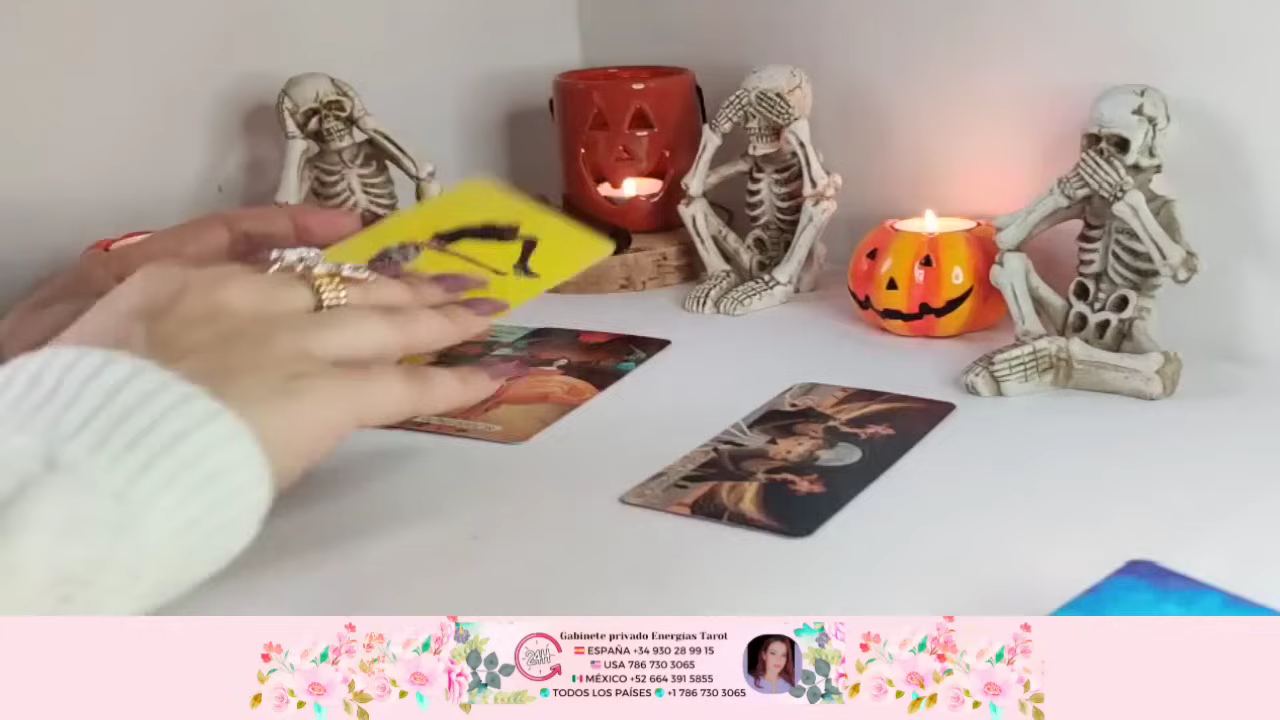 Gabinete privado Energías Tarot
ESPAÑA +34 930 28 99 15
USA 786 730 3065
MÉXICO +52 664 391 5855
TODOS LOS PAÍSES +1 786 730 3065